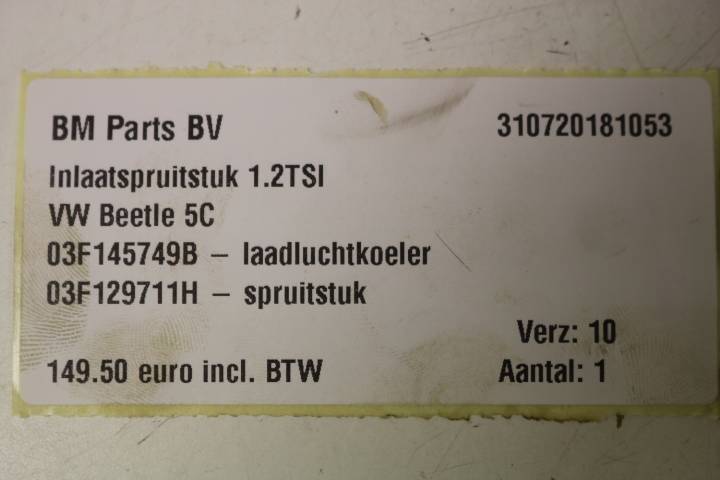 BM Parts BV 310720181053
Inlaatspruitstuk 1.2TSI
VW Beetle 5C
03F145749B – laadluchtkoeler
03F129711H – spruitstuk
Verz: 10
149.50 euro incl. BTW Aantal: 1